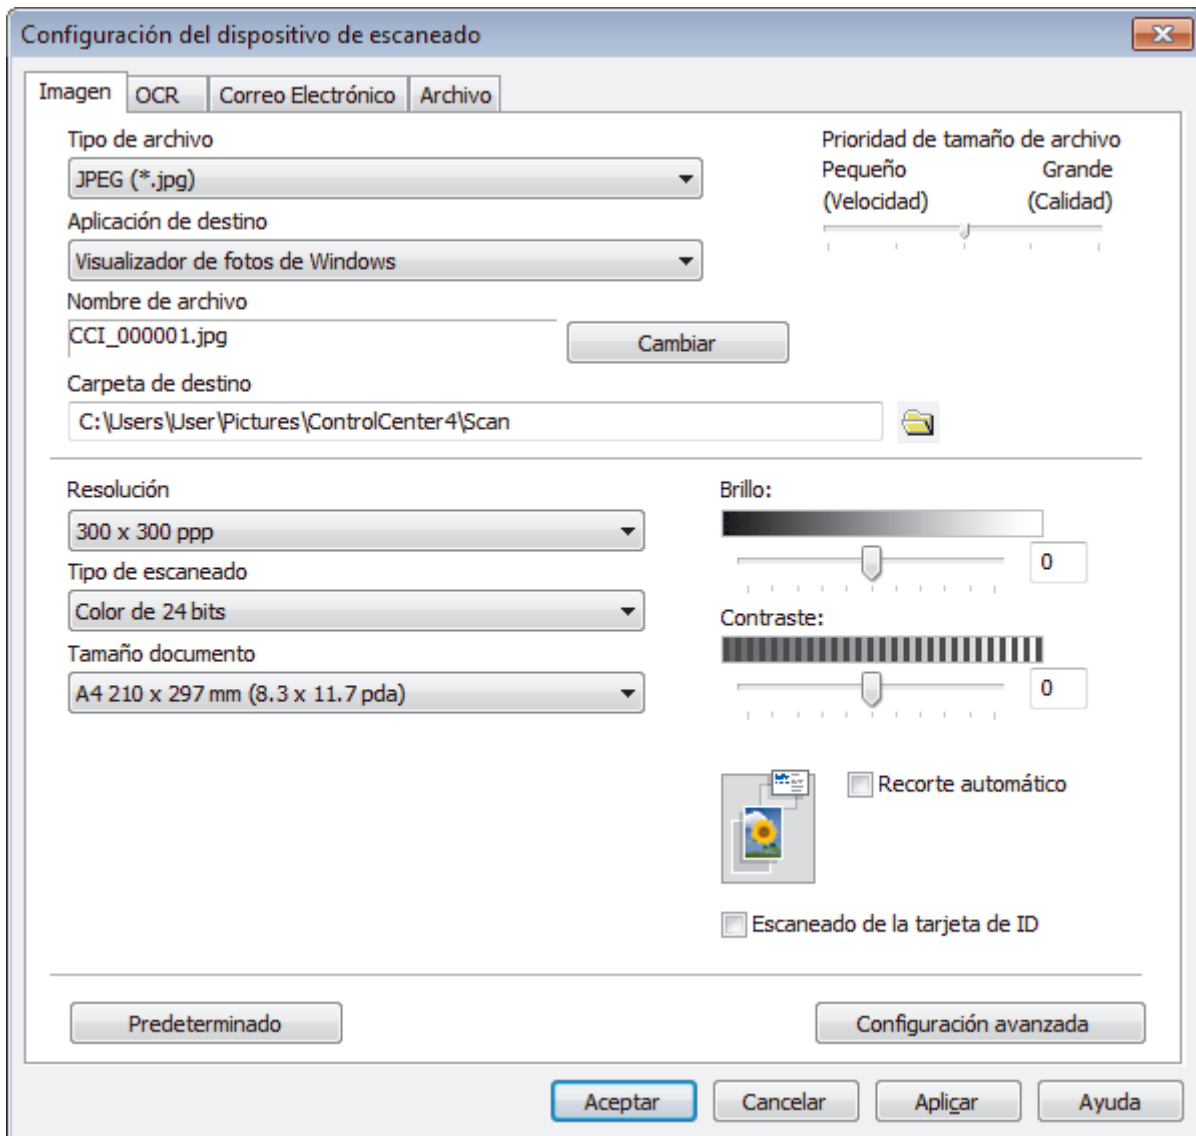 Configuración del dispositivo de escaneado
Imagen OCR Correo Electrónico Archivo
Tipo de archivo
JPEG (*.jpg)
Prioridad de tamaño de archivo
Pequeño Grande
(Velocidad) (Calidad)
Aplicación de destino
Visualizador de fotos de Windows
Nombre de archivo
CCI_000001.jpg
Cambiar
Carpeta de destino
C:\Users\User\Pictures\ControlCenter4\Scan
Resolución
300 x 300 ppp
Tipo de escaneado
Color de 24 bits
Tamaño documento
A4 210 x 297 mm (8.3 x 11.7 pda)
Brillo:
0
Contraste:
0
Recorte automático
Escaneado de la tarjeta de ID
Predeterminado Configuración avanzada
Aceptar Cancelar Aplicar Ayuda